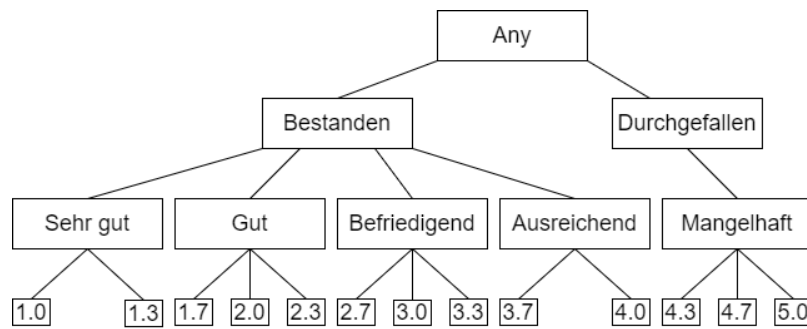 Any
Bestanden
Durchgefallen
Sehr gut
Gut
Befriedigend
Ausreichend
Mangelhaft
1.0
1.3
1.7
2.0
2.3
2.7
3.0
3.3
3.7
4.0
4.3
4.7
5.0